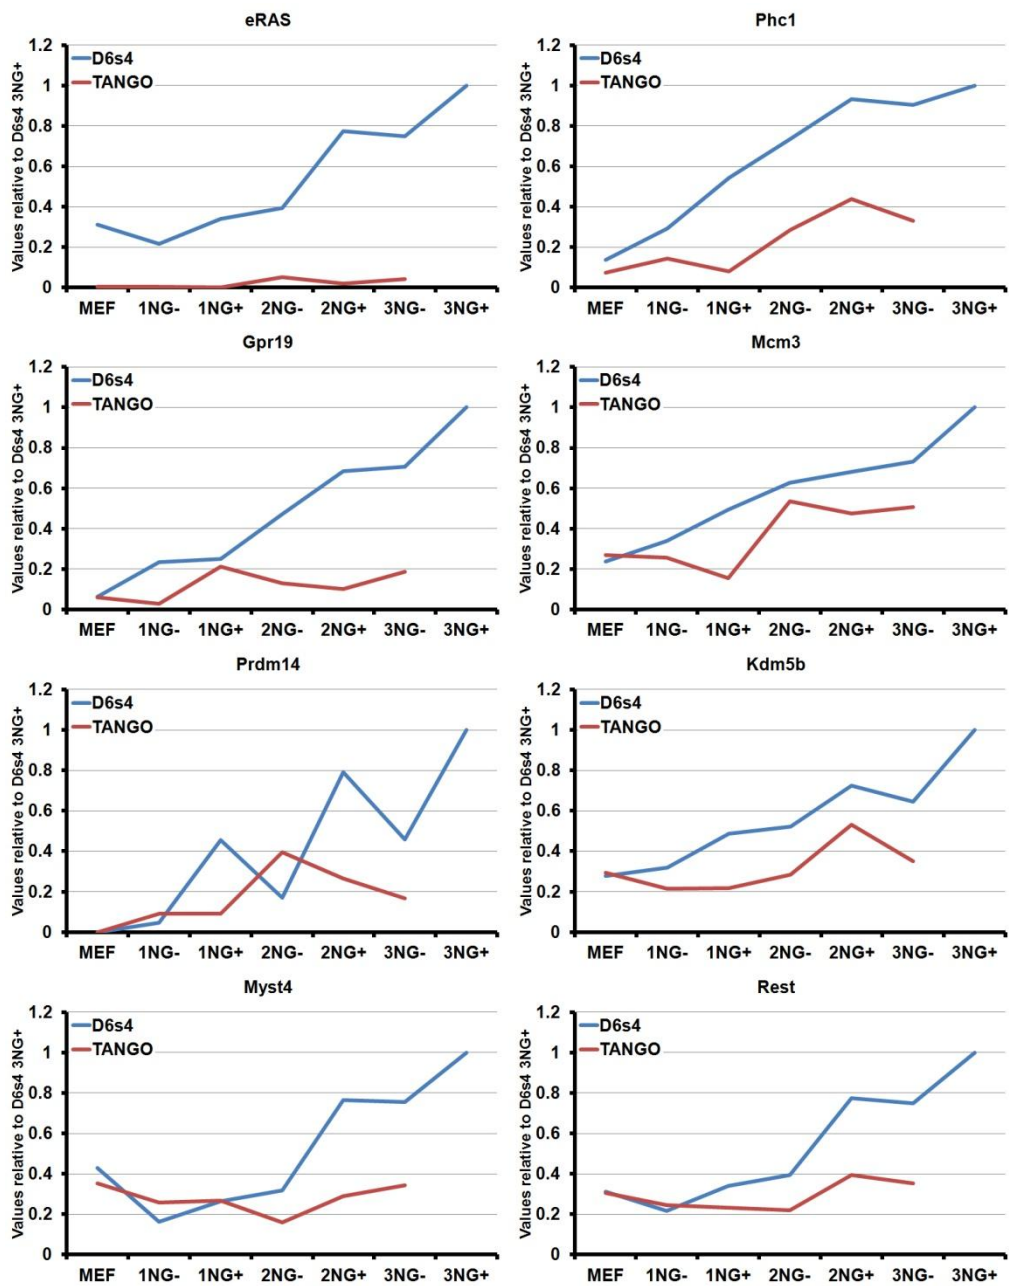 eRAS
Values relative to D6s4 3NG+
1.2
1
0.8
0.6
0.4
0.2
0
D6s4
TANGO
MEF 1NG- 1NG+ 2NG- 2NG+ 3NG- 3NG+
Phc1
Values relative to D6s4 3NG+
1.2
1
0.8
0.6
0.4
0.2
0
D6s4
TANGO
MEF 1NG- 1NG+ 2NG- 2NG+ 3NG- 3NG+
Gpr19
Values relative to D6s4 3NG+
1.2
1
0.8
0.6
0.4
0.2
0
D6s4
TANGO
MEF 1NG- 1NG+ 2NG- 2NG+ 3NG- 3NG+
Mcm3
Values relative to D6s4 3NG+
1.2
1
0.8
0.6
0.4
0.2
0
D6s4
TANGO
MEF 1NG- 1NG+ 2NG- 2NG+ 3NG- 3NG+
Prdm14
Values relative to D6s4 3NG+
1.2
1
0.8
0.6
0.4
0.2
0
D6s4
TANGO
MEF 1NG- 1NG+ 2NG- 2NG+ 3NG- 3NG+
Kdm5b
Values relative to D6s4 3NG+
1.2
1
0.8
0.6
0.4
0.2
0
D6s4
TANGO
MEF 1NG- 1NG+ 2NG- 2NG+ 3NG- 3NG+
Myst4
Values relative to D6s4 3NG+
1.2
1
0.8
0.6
0.4
0.2
0
D6s4
TANGO
MEF 1NG- 1NG+ 2NG- 2NG+ 3NG- 3NG+
Rest
Values relative to D6s4 3NG+
1.2
1
0.8
0.6
0.4
0.2
0
D6s4
TANGO
MEF 1NG- 1NG+ 2NG- 2NG+ 3NG- 3NG+